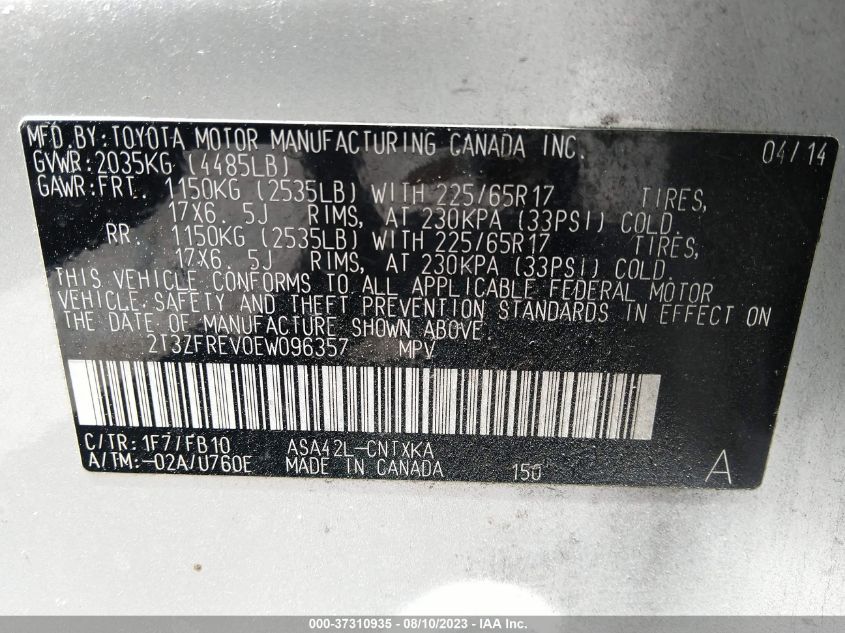 MFD.BY:TOYOTA MOTOR MANUFACTURING CANADA INC. 04/14
GVWR:2035KG (4485LB)
GAWR:FRT. 1150KG (2535LB) WITH 225/65R17 TIRES,
17X6.5J RIMS, AT 230KPA (33PSI) COLD.
RR. 1150KG (2535LB) WITH 225/65R17 TIRES,
17X6.5J RIMS, AT 230KPA (33PSI) COLD.
THIS VEHICLE CONFORMS TO ALL APPLICABLE FEDERAL MOTOR
VEHICLE SAFETY AND THEFT PREVENTION STANDARDS IN EFFECT ON
THE DATE OF MANUFACTURE SHOWN ABOVE.
2T3ZFREV0EW096357 MPV
C/TR:1F7/FB10 ASA42L-CNTXKA
A/TM:-02A/U760E MADE IN CANADA 150 A
000-37310935 - 08/10/2023 - IAA Inc.